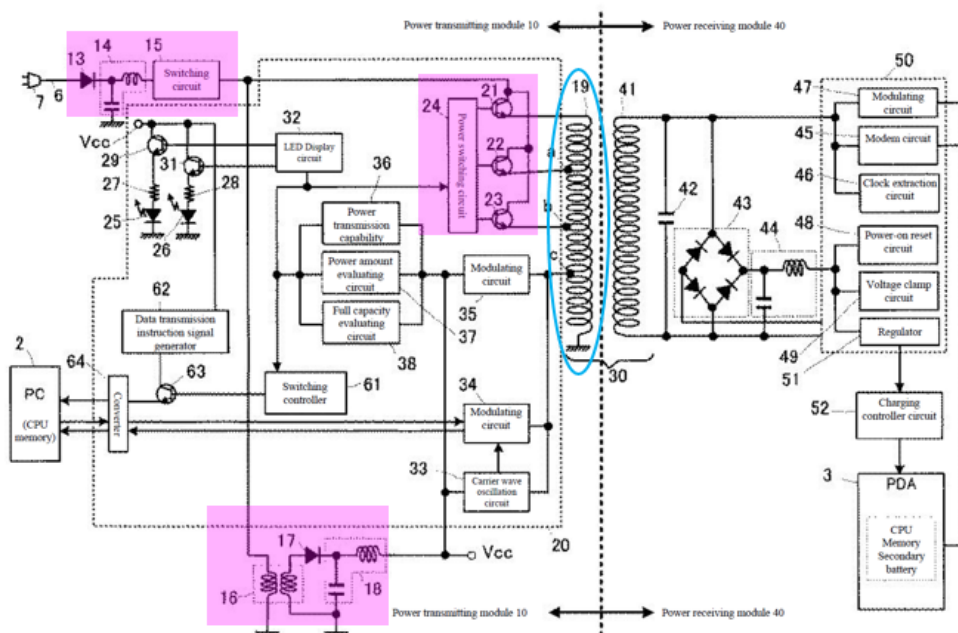 Power transmitting module 10
Power receiving module 40
13
14
15
Switching
circuit
7
6
Vcc
29
31
27
28
25
26
32
LED Display
circuit
24
Power switching circuit
21
22
23
19
a
b
c
41
50
47
Modulating
circuit
45
Modem circuit
46
Clock extraction
circuit
42
43
44
48
Power-on reset
circuit
Voltage clamp
circuit
49
Regulator
51
36
Power
transmission
capability
Power amount
evaluating
circuit
37
Full capacity
evaluating
circuit
38
Modulating
circuit
35
30
62
Data transmission
instruction signal
generator
2
PC
(CPU
memory)
64
Converter
63
Switching
controller
61
34
Modulating
circuit
33
Carrier wave
oscillation
circuit
20
52
Charging
controller circuit
3
PDA
CPU
Memory
Secondary
battery
16
17
18
Vcc
Power transmitting module 10
Power receiving module 40